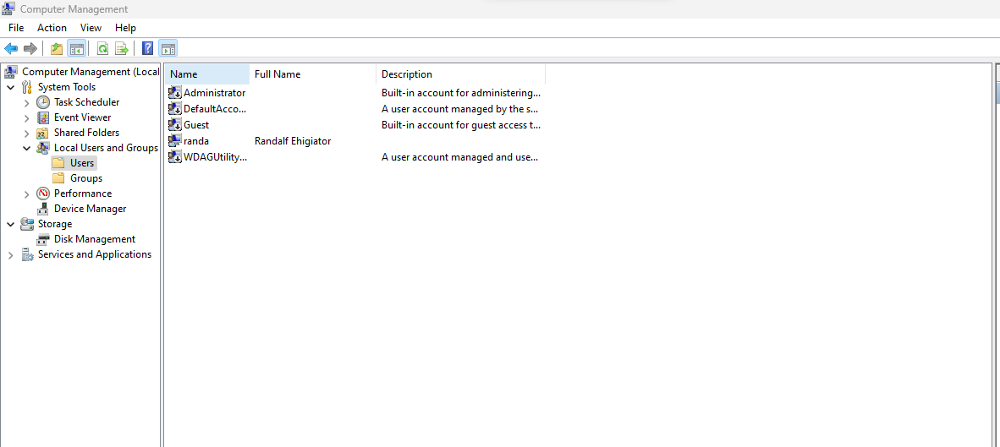 Computer Management
File Action View Help
Computer Management (Local
System Tools
Task Scheduler
Event Viewer
Shared Folders
Local Users and Groups
Users
Groups
Performance
Device Manager
Storage
Disk Management
Services and Applications
Name Full Name Description
Administrator Built-in account for administering...
DefaultAcco... A user account managed by the s...
Guest Built-in account for guest access t...
randa Randalf Ehigiator
WDAGUtility... A user account managed and use...